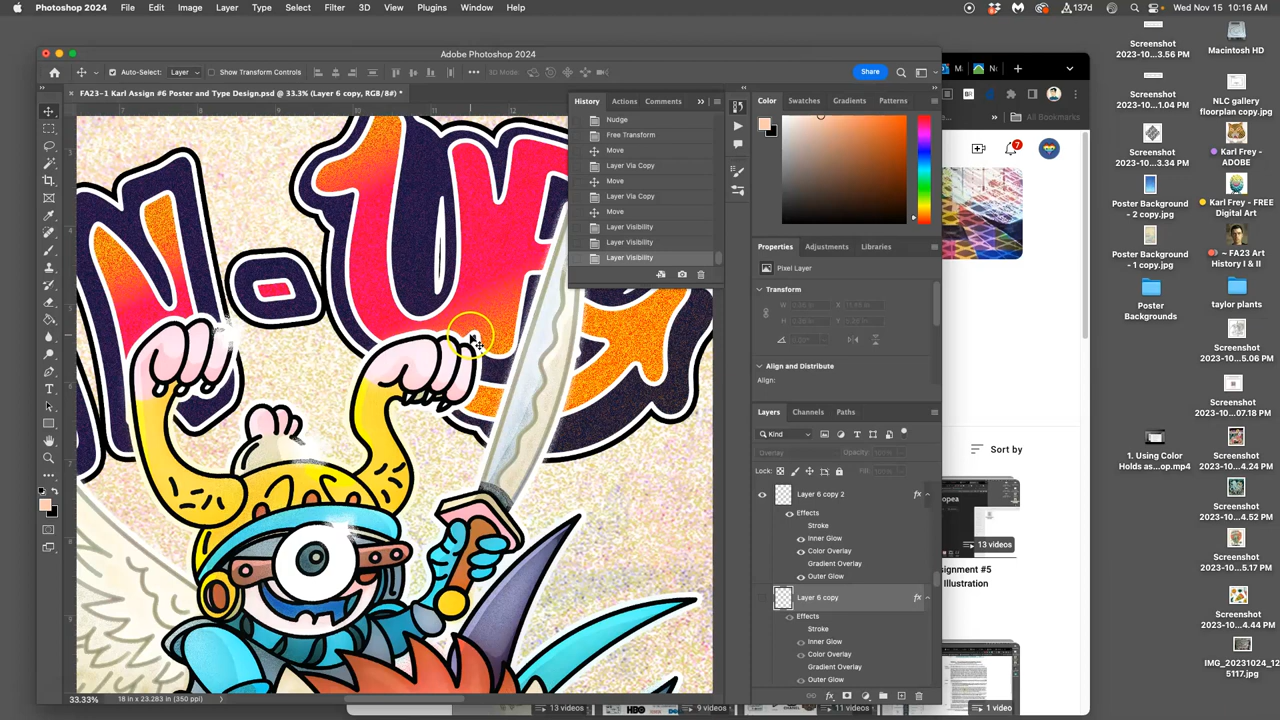 Photoshop 2024 File Edit Image Layer Type Select Filter 3D View Plugins Window Help
137d Wed Nov 15 10:16 AM
Adobe Photoshop 2024
Auto-Select: Layer Show Transform Controls 3D Mode: Share
FA23-1 Karl Assign #6 Poster and Type Design.psd @ 33.3% (Layer 6 copy, RGB/8#) *
History Actions Comments
Nudge
Free Transform
Move
Layer Via Copy
Move
Layer Via Copy
Move
Layer Visibility
Layer Visibility
Layer Visibility
Color Swatches Gradients Patterns
Properties Adjustments Libraries
Pixel Layer
Transform
Align and Distribute
Align:
Layers Channels Paths
Kind
Overlay Opacity: 100%
Lock: Fill: 100%
Layer 6 copy 2 fx
Effects
Stroke
Inner Glow
Color Overlay
Gradient Overlay
Outer Glow
Layer 6 copy fx
Effects
Stroke
Inner Glow
Color Overlay
Gradient Overlay
Outer Glow
33.33% 18 in x 23.283 in (350 ppi)
All Bookmarks
7
Sort by
13 videos
signment #5
Illustration
1 video
13 videos
9 videos
11 videos
Screenshot
2023-10...3.56 PM
Macintosh HD
Screenshot
2023-10...1.04 PM
NLC gallery
floorplan copy.jpg
Screenshot
2023-10...3.34 PM
Karl Frey -
ADOBE
Poster Background
- 2 copy.jpg
Karl Frey - FREE
Digital Art
Poster Background
- 1 copy.jpg
~ FA23 Art
History I & II
Poster
Backgrounds
taylor plants
Screenshot
2023-10...5.06 PM
Screenshot
2023-10...07.18 PM
1. Using Color
Holds as...op.mp4
Screenshot
2023-10...4.24 PM
Screenshot
2023-10...4.52 PM
Screenshot
2023-10...5.17 PM
Screenshot
2023-10...4.44 PM
IMG_20231024_12
5117.jpg